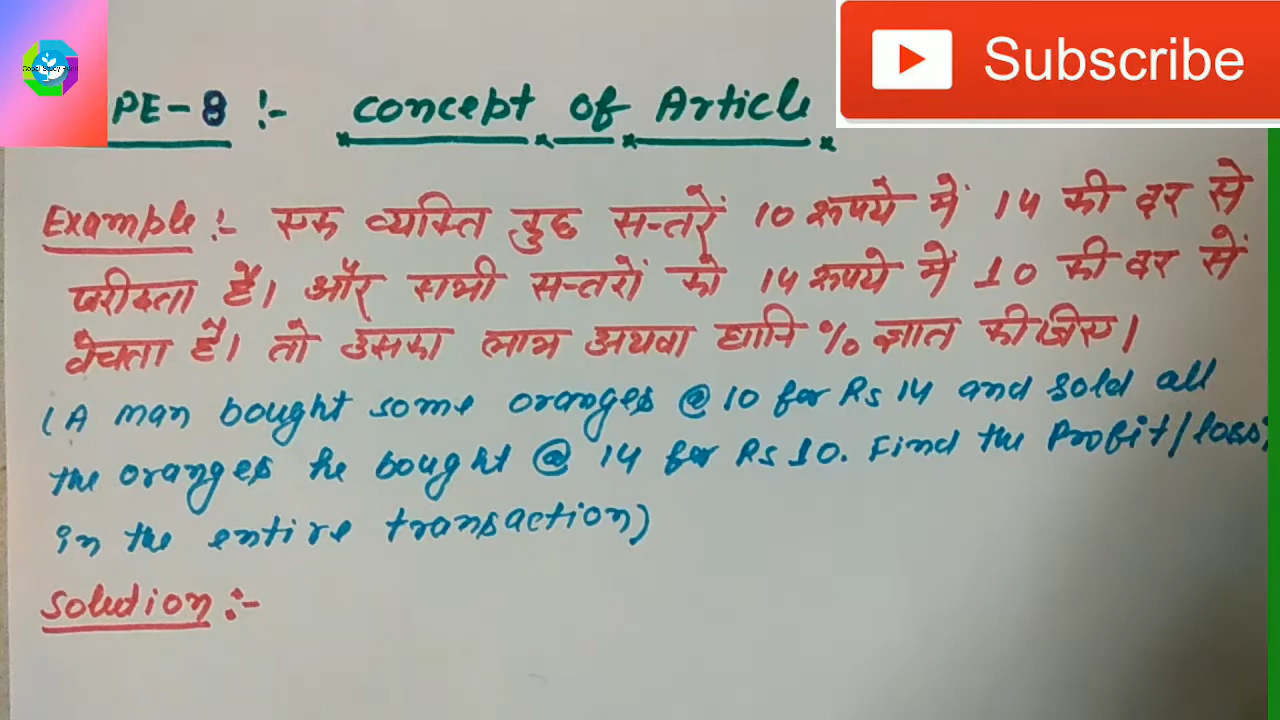 Subscribe
PE-8 :- concept of Article
Example :- एक व्यक्ति कुछ सन्तरें 10 रूपये में 14 की दर से
खरीदता है। और सभी सन्तरों को 14 रूपये में 10 की दर सें
वेचता है। तो उसका लाभ अथवा हानि % ज्ञात कीजिए।
(A man bought some oranges @ 10 for Rs 14 and sold all
the oranges he bought @ 14 for Rs 10. Find the Profit/loss%
in the entire transaction)
Solution :-